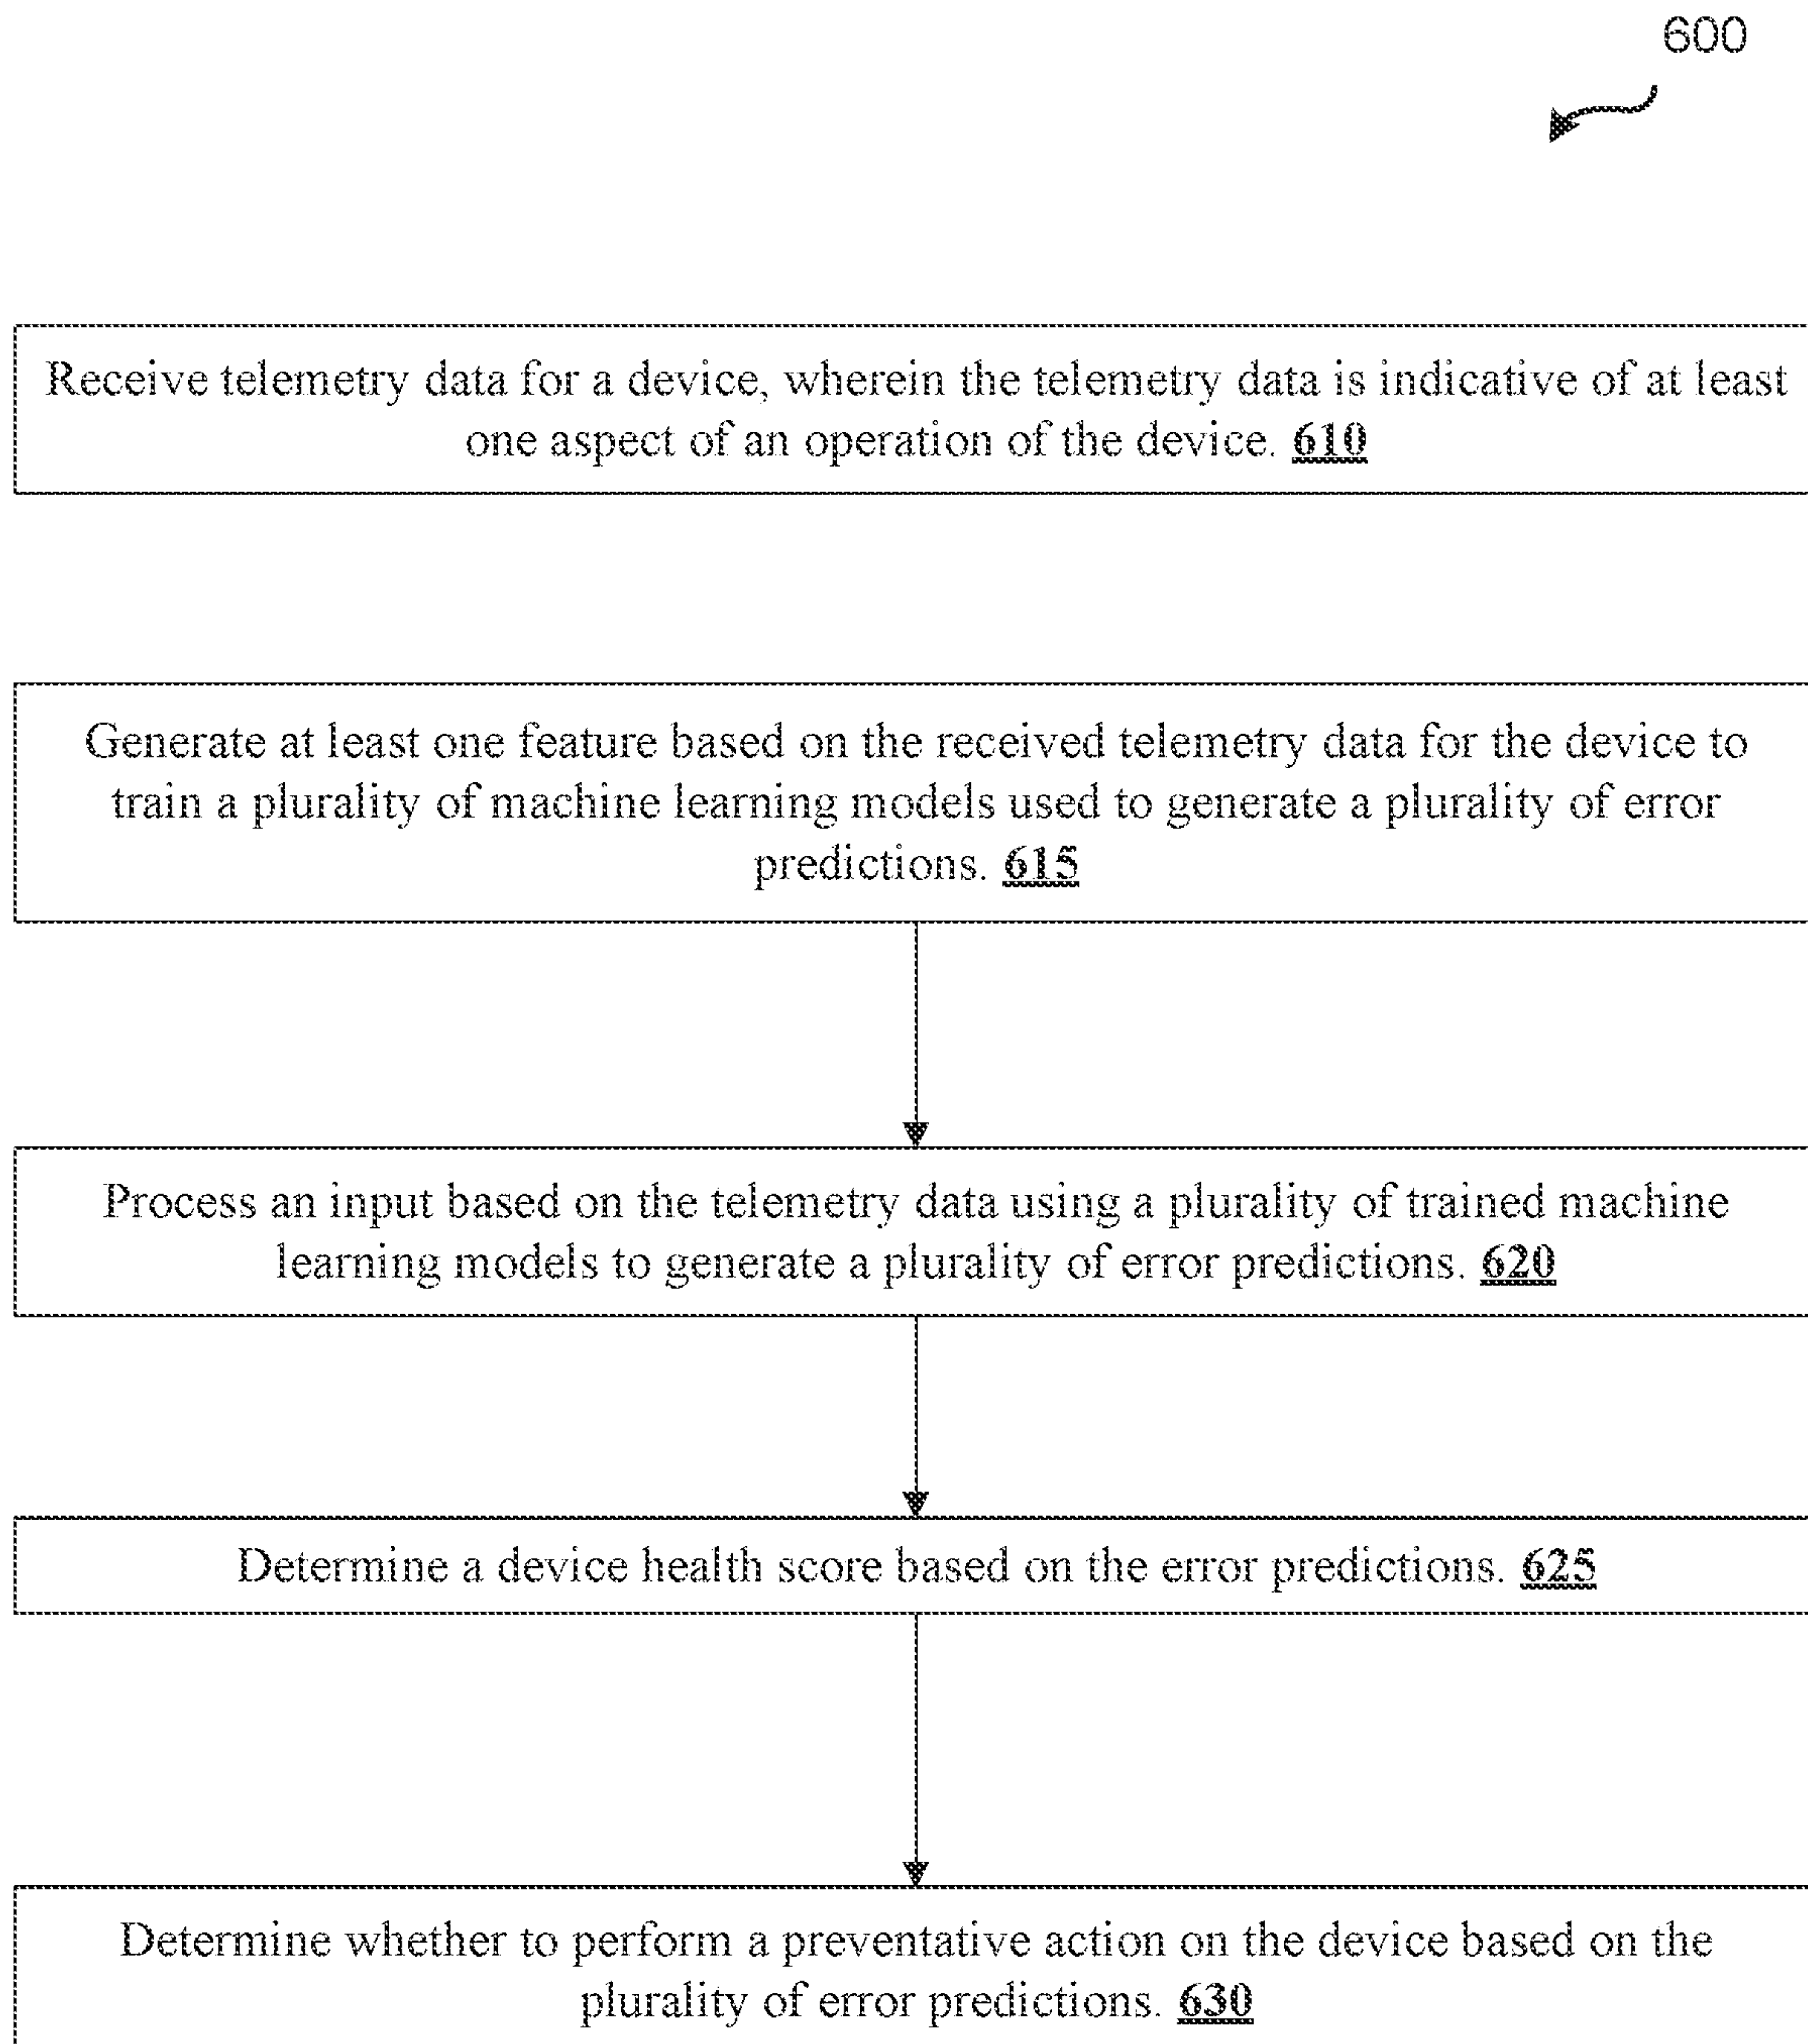 600
Receive telemetry data for a device, wherein the telemetry data is indicative of at least
one aspect of an operation of the device. 610
Generate at least one feature based on the received telemetry data for the device to
train a plurality of machine learning models used to generate a plurality of error
predictions. 615
Process an input based on the telemetry data using a plurality of trained machine
learning models to generate a plurality of error predictions. 620
Determine a device health score based on the error predictions. 625
Determine whether to perform a preventative action on the device based on the
plurality of error predictions. 630